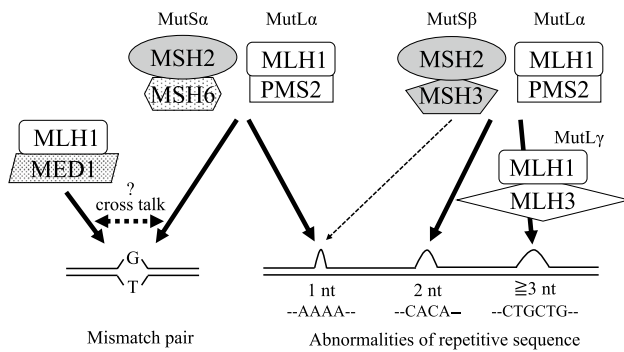 MutSα MutLα MutSβ MutLα
MSH2 MLH1 MSH2 MLH1
MSH6 PMS2 MSH3 PMS2
MutLγ
MLH1 MLH1
MED1 MLH3
?
cross talk
G
T
1 nt 2 nt ≧3 nt
--AAAA-- --CACA-- --CTGCTG--
Mismatch pair Abnormalities of repetitive sequence